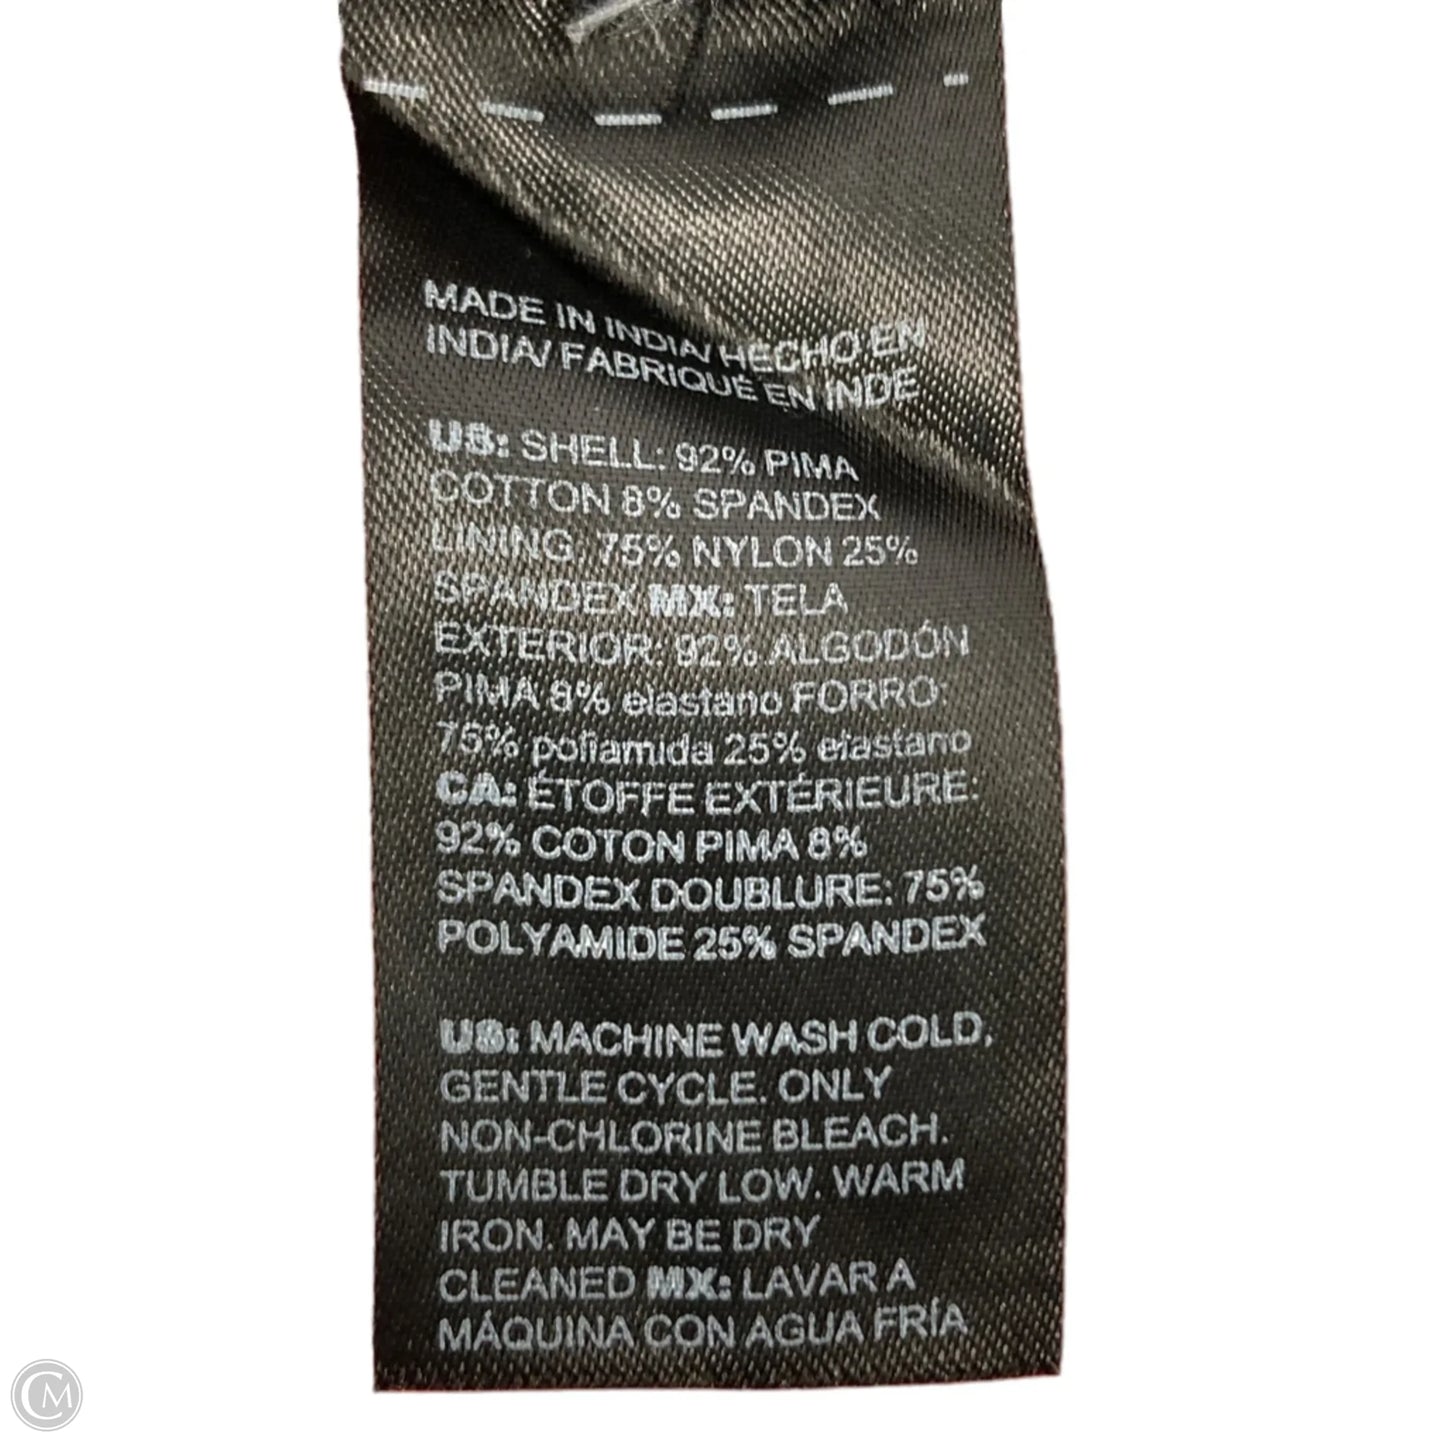 MADE IN INDIA/ HECHO EN
INDIA/ FABRIQUÉ EN INDE
US: SHELL: 92% PIMA
COTTON 8% SPANDEX
LINING: 75% NYLON 25%
SPANDEX MX: TELA
EXTERIOR: 92% ALGODÓN
PIMA 8% elastano FORRO:
75% poliamida 25% elastano
CA: ÉTOFFE EXTÉRIEURE:
92% COTON PIMA 8%
SPANDEX DOUBLURE: 75%
POLYAMIDE 25% SPANDEX
US: MACHINE WASH COLD,
GENTLE CYCLE. ONLY
NON-CHLORINE BLEACH.
TUMBLE DRY LOW. WARM
IRON. MAY BE DRY
CLEANED MX: LAVAR A
MÁQUINA CON AGUA FRÍA
CM